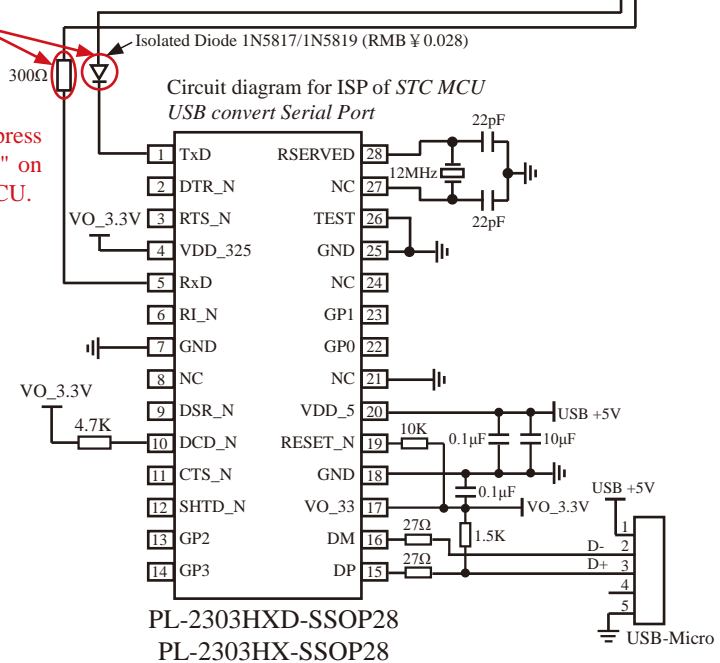 Isolated Diode 1N5817/1N5819 (RMB ¥ 0.028)
300Ω
Circuit diagram for ISP of STC MCU
USB convert Serial Port
press
" on
CU.
22pF
12MHz
22pF
VO_3.3V
1 TxD RSERVED 28
2 DTR_N NC 27
3 RTS_N TEST 26
4 VDD_325 GND 25
5 RxD NC 24
6 RI_N GP1 23
7 GND GP0 22
8 NC NC 21
9 DSR_N VDD_5 20
10 DCD_N RESET_N 19
11 CTS_N GND 18
12 SHTD_N VO_33 17
13 GP2 DM 16
14 GP3 DP 15
VO_3.3V
4.7K
USB +5V
10K
0.1μF
10μF
0.1μF
VO_3.3V
USB +5V
27Ω
1.5K
27Ω
D-
D+
1
2
3
4
5
USB-Micro
PL-2303HXD-SSOP28
PL-2303HX-SSOP28